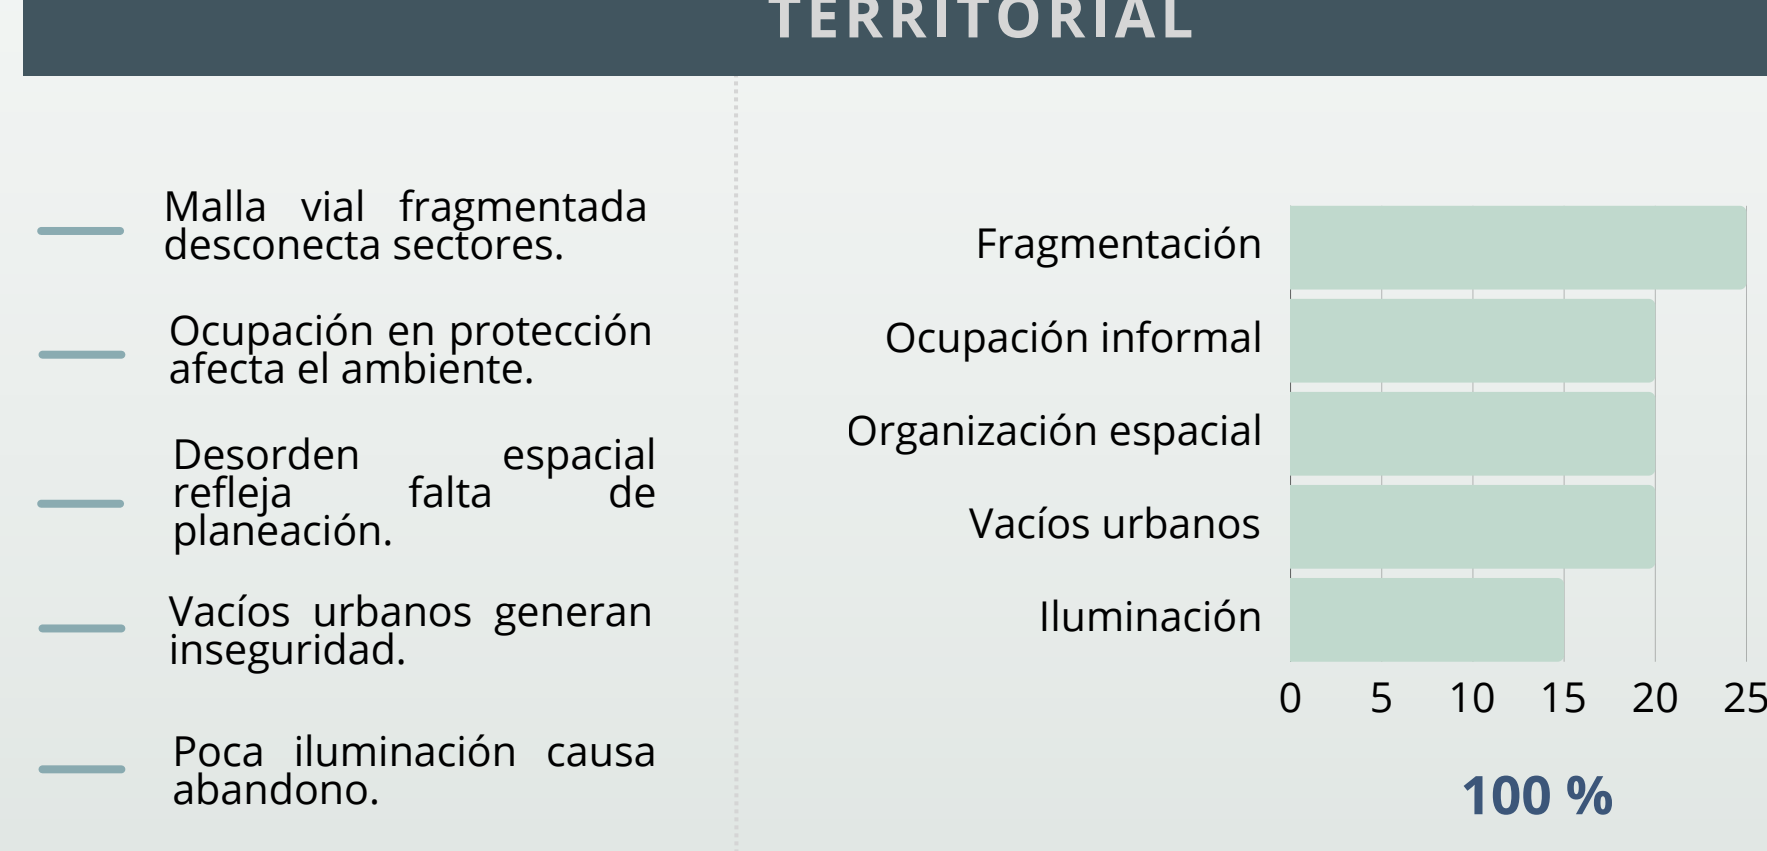 TERRITORIAL
Malla vial fragmentada
desconecta sectores.
Ocupación en protección
afecta el ambiente.
Desorden espacial
refleja falta de
planeación.
Vacíos urbanos generan
inseguridad.
Poca iluminación causa
abandono.
Fragmentación
Ocupación informal
Organización espacial
Vacíos urbanos
Iluminación
0 5 10 15 20 25
100 %